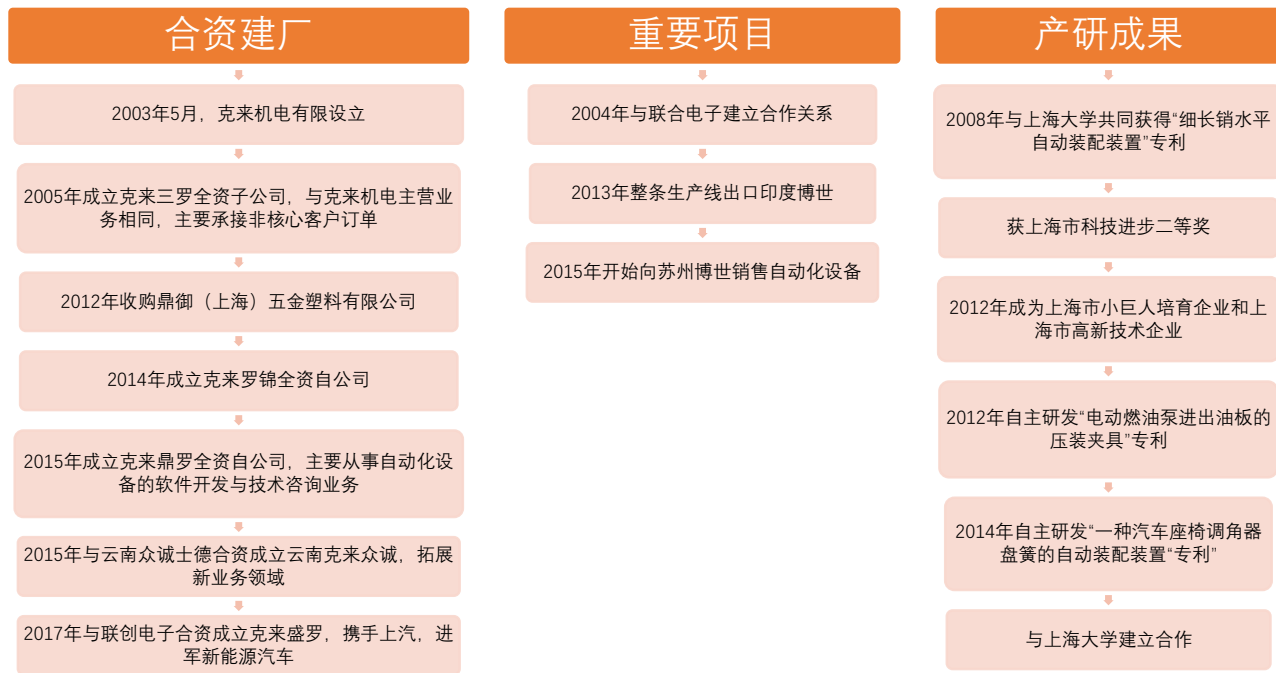 合资建厂
2003年5月，克来机电有限设立
2005年成立克来三罗全资子公司，与克来机电主营业
务相同，主要承接非核心客户订单
2012年收购鼎御（上海）五金塑料有限公司
2014年成立克来罗锦全资自公司
2015年成立克来鼎罗全资自公司，主要从事自动化设
备的软件开发与技术咨询业务
2015年与云南众诚士德合资成立云南克来众诚，拓展
新业务领域
2017年与联创电子合资成立克来盛罗，携手上汽，进
军新能源汽车
重要项目
2004年与联合电子建立合作关系
2013年整条生产线出口印度博世
2015年开始向苏州博世销售自动化设备
产研成果
2008年与上海大学共同获得“细长销水平
自动装配装置”专利
获上海市科技进步二等奖
2012年成为上海市小巨人培育企业和上
海市高新技术企业
2012年自主研发“电动燃油泵进出油板的
压装夹具”专利
2014年自主研发“一种汽车座椅调角器
盘簧的自动装配装置“专利”
与上海大学建立合作